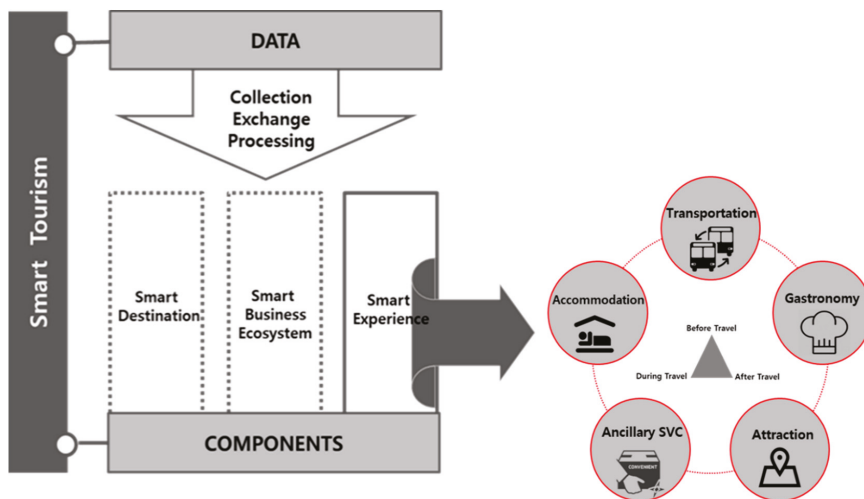 Smart Tourism
DATA
Collection
Exchange
Processing
Smart
Destination
Smart
Business
Ecosystem
Smart
Experience
COMPONENTS
Transportation
Accommodation
Gastronomy
Before Travel
During Travel
After Travel
Ancillary SVC
CONVENIENT
Attraction